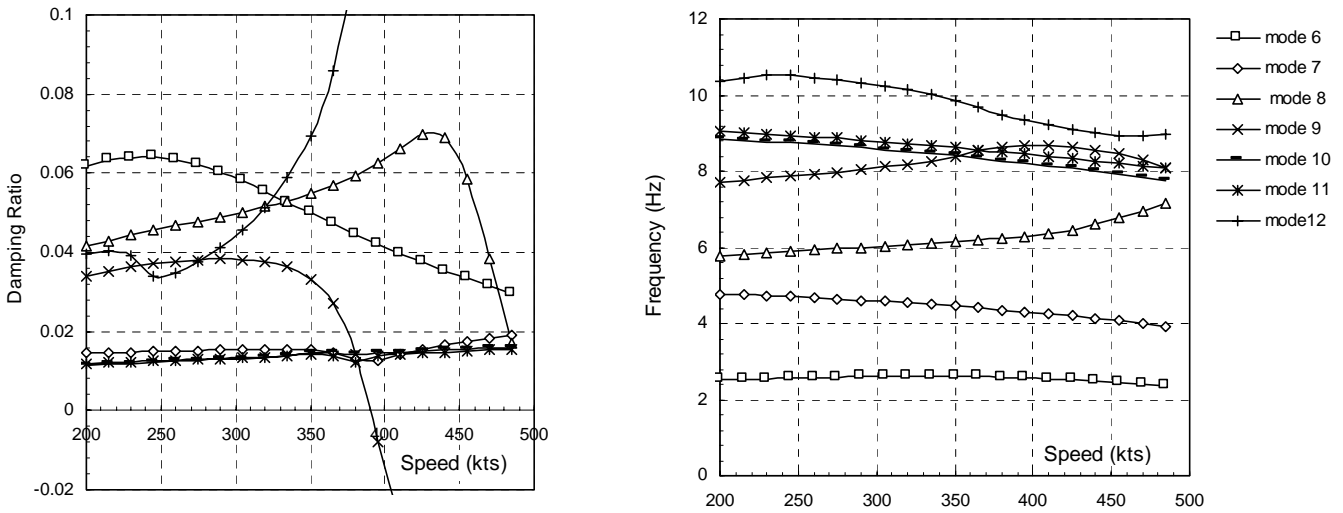 0.1
0.08
0.06
0.04
0.02
0
-0.02
Damping Ratio
200 250 300 350 400 450 500
Speed (kts)
12
10
8
6
4
2
0
Frequency (Hz)
200 250 300 350 400 450 500
Speed (kts)
mode 6
mode 7
mode 8
mode 9
mode 10
mode 11
mode12